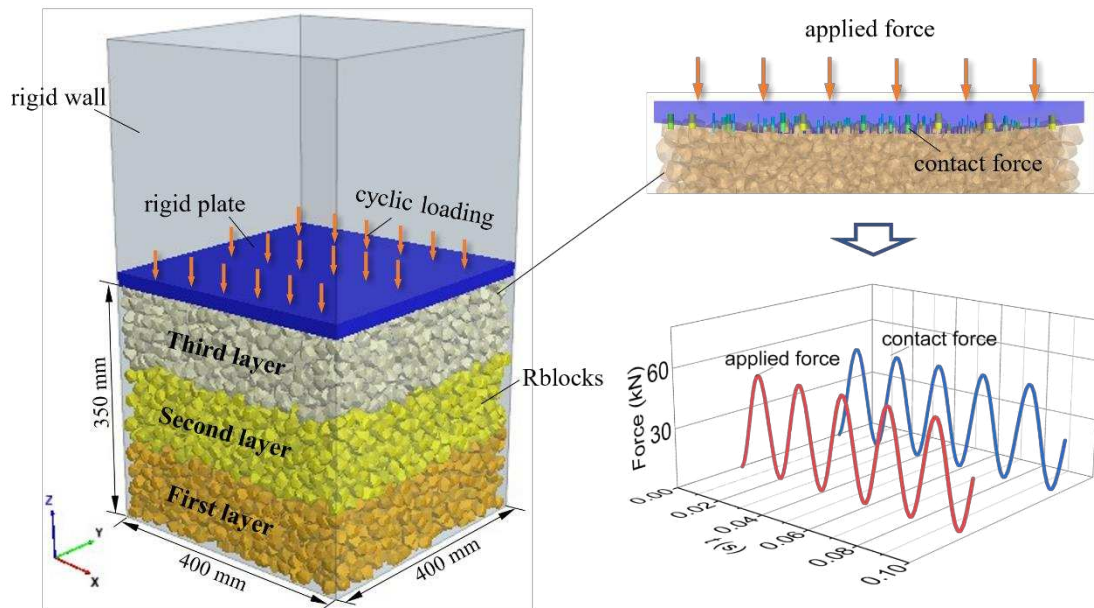 rigid wall
rigid plate
cyclic loading
350 mm
Third layer
Second layer
First layer
Rblocks
400 mm
400 mm
Z
Y
X
applied force
contact force
applied force
contact force
Force (kN)
60
30
0.00
0.02
0.04
0.06
0.08
0.10
t(s)